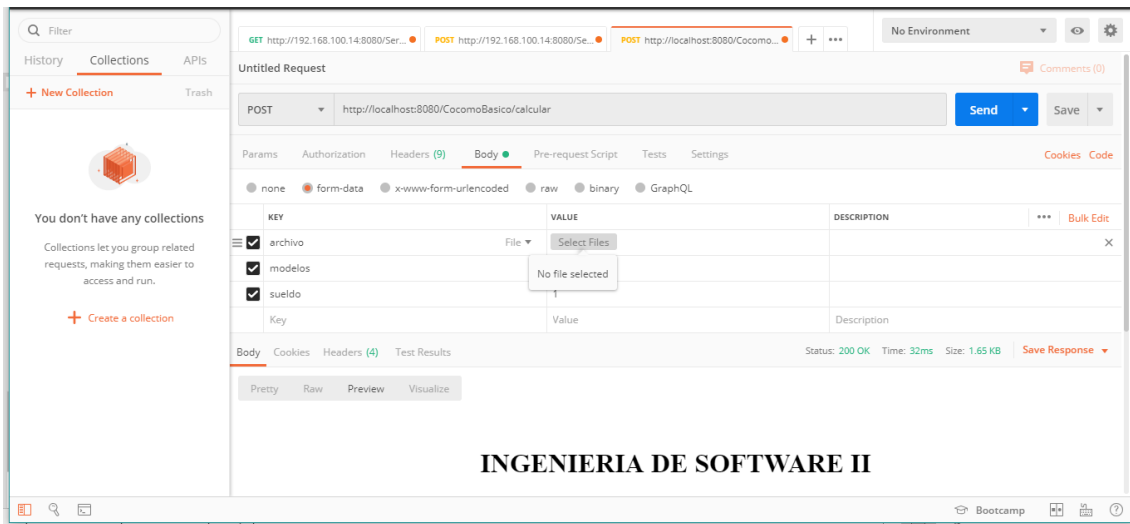 Filter
History Collections APIs
+ New Collection Trash
You don't have any collections
Collections let you group related
requests, making them easier to
access and run.
+ Create a collection
GET http://192.168.100.14:8080/Ser... POST http://192.168.100.14:8080/Se... POST http://localhost:8080/Cocomo... + •••
No Environment
Untitled Request Comments (0)
POST http://localhost:8080/CocomoBasico/calcular Send Save
Params Authorization Headers (9) Body Pre-request Script Tests Settings Cookies Code
none form-data x-www-form-urlencoded raw binary GraphQL
KEY VALUE DESCRIPTION ••• Bulk Edit
archivo File Select Files
modelos
No file selected
sueldo 1
Key Value Description
Body Cookies Headers (4) Test Results Status: 200 OK Time: 32ms Size: 1.65 KB Save Response
Pretty Raw Preview Visualize
INGENIERIA DE SOFTWARE II
Bootcamp